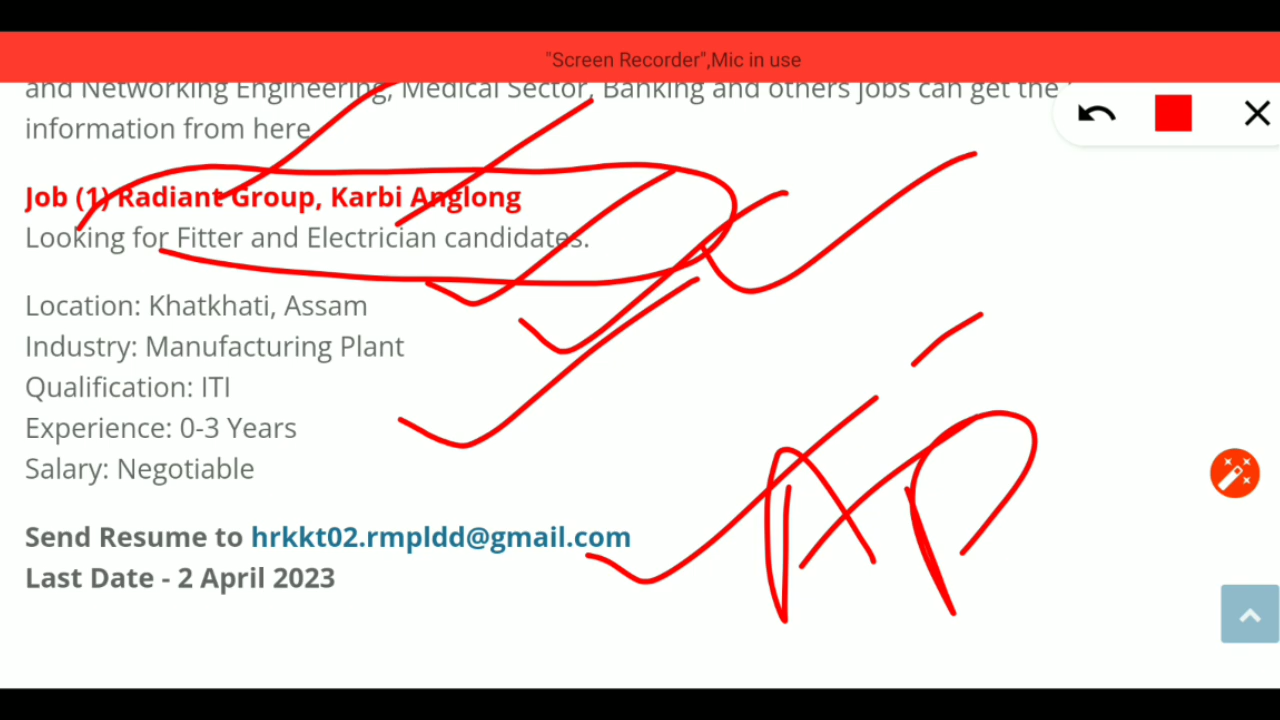 "Screen Recorder",Mic in use
and Networking Engineering, Medical Sector, Banking and others jobs can get the
information from here
Job (1) Radiant Group, Karbi Anglong
Looking for Fitter and Electrician candidates.
Location: Khatkhati, Assam
Industry: Manufacturing Plant
Qualification: ITI
Experience: 0-3 Years
Salary: Negotiable
Send Resume to hrkkt02.rmpldd@gmail.com
Last Date - 2 April 2023